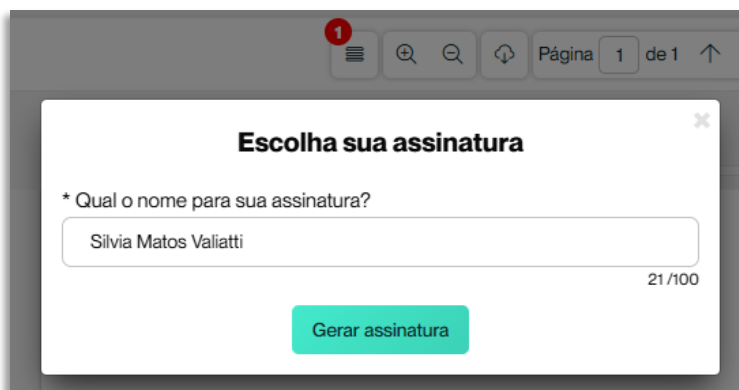 1
Página 1 de 1
Escolha sua assinatura
* Qual o nome para sua assinatura?
Silvia Matos Valiatti
21/100
Gerar assinatura